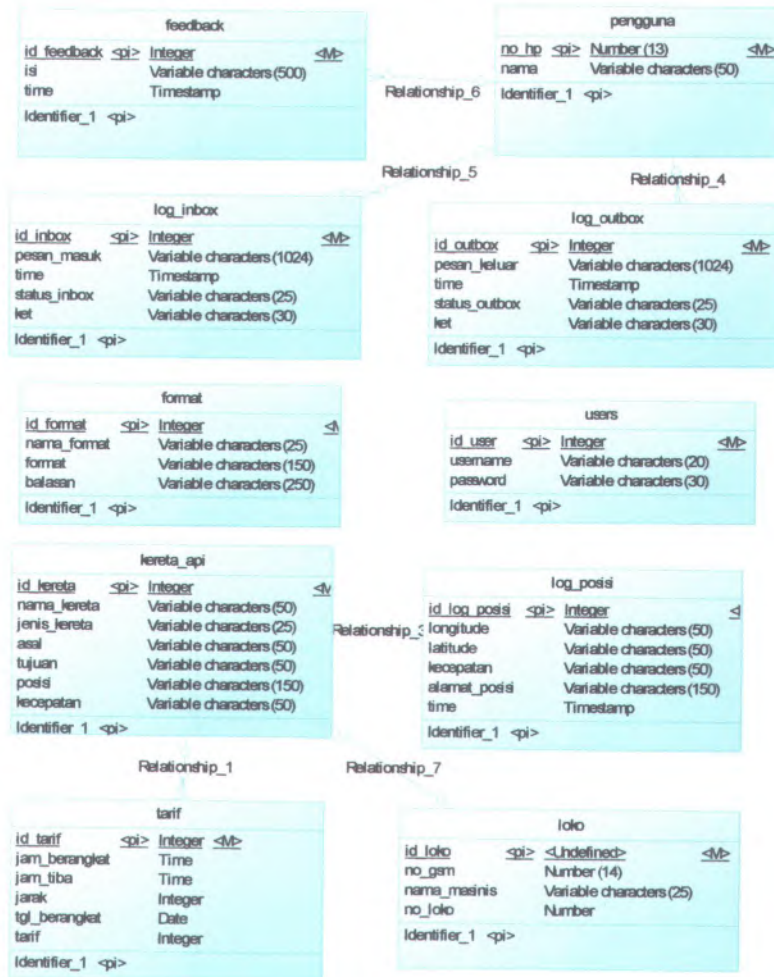 feedback
id_feedback <pi> Integer <M>
isi Variable characters (500)
time Timestamp
Identifier_1 <pi>
pengguna
no_hp <pi> Number (13) <M>
nama Variable characters (50)
Identifier_1 <pi>
Relationship_6
Relationship_5
Relationship_4
log_inbox
id_inbox <pi> Integer <M>
pesan_masuk Variable characters (1024)
time Timestamp
status_inbox Variable characters (25)
ket Variable characters (30)
Identifier_1 <pi>
log_outbox
id_outbox <pi> Integer <M>
pesan_keluar Variable characters (1024)
time Timestamp
status_outbox Variable characters (25)
ket Variable characters (30)
Identifier_1 <pi>
format
id_format <pi> Integer <M
nama_format Variable characters (25)
format Variable characters (150)
balasan Variable characters (250)
Identifier_1 <pi>
users
id_user <pi> Integer <M>
username Variable characters (20)
password Variable characters (30)
Identifier_1 <pi>
kereta_api
id_kereta <pi> Integer <M
nama_kereta Variable characters (50)
jenis_kereta Variable characters (25)
asal Variable characters (50)
tujuan Variable characters (50)
posisi Variable characters (150)
kecepatan Variable characters (50)
Identifier_1 <pi>
Relationship_3
log_posisi
id_log_posisi <pi> Integer <
longitude Variable characters (50)
latitude Variable characters (50)
kecepatan Variable characters (50)
alamat_posisi Variable characters (150)
time Timestamp
Identifier_1 <pi>
Relationship_1
Relationship_7
tarif
id_tarif <pi> Integer <M>
jam_berangkat Time
jam_tiba Time
jarak Integer
tgl_berangkat Date
tarif Integer
Identifier_1 <pi>
loko
id_loko <pi> <Undefined> <M>
no_gsm Number (14)
nama_masinis Variable characters (25)
no_loko Number
Identifier_1 <pi>